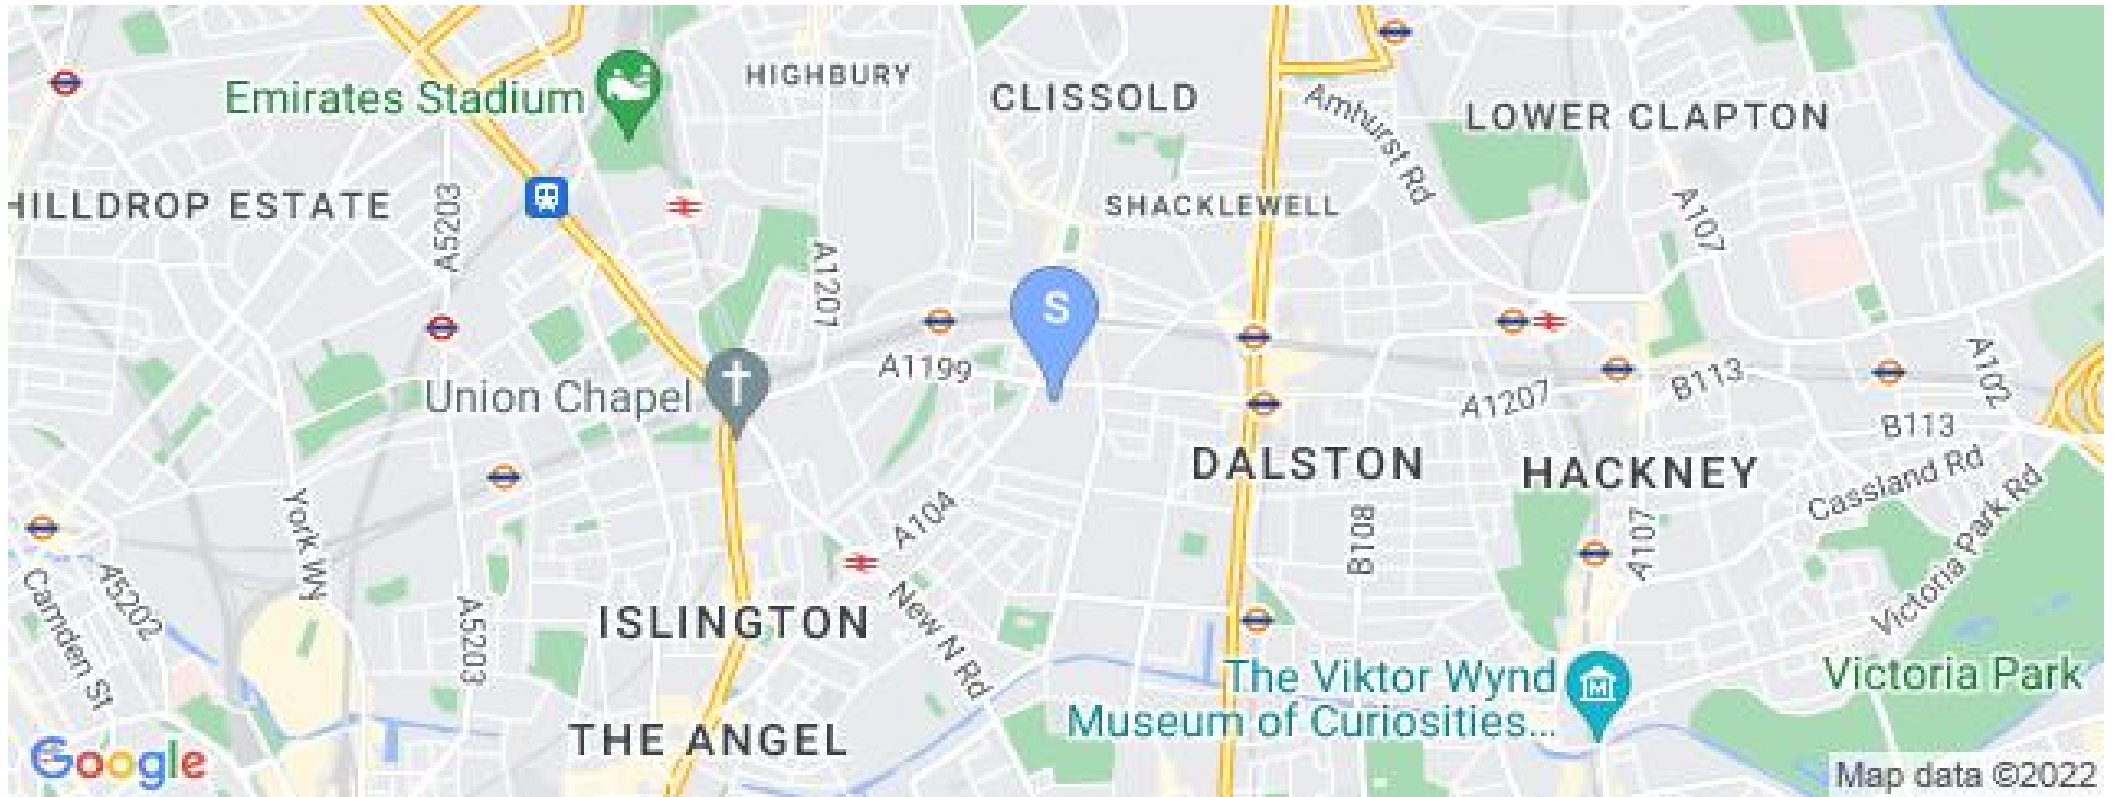 HIGHBURY
Emirates Stadium
CLISSOLD
Amhurst Rd
LOWER CLAPTON
HILLDROP ESTATE
A5203
SHACKLEWELL
A107
A1201
S
A1199
Union Chapel
A1207
B113
A102
B113
DALSTON
HACKNEY
Cassland Rd
York Wy
A104
B108
A107
Victoria Park Rd
Camden St
A5202
A5203
ISLINGTON
New N Rd
The Viktor Wynd
Museum of Curiosities...
Victoria Park
THE ANGEL
Google
Map data ©2022